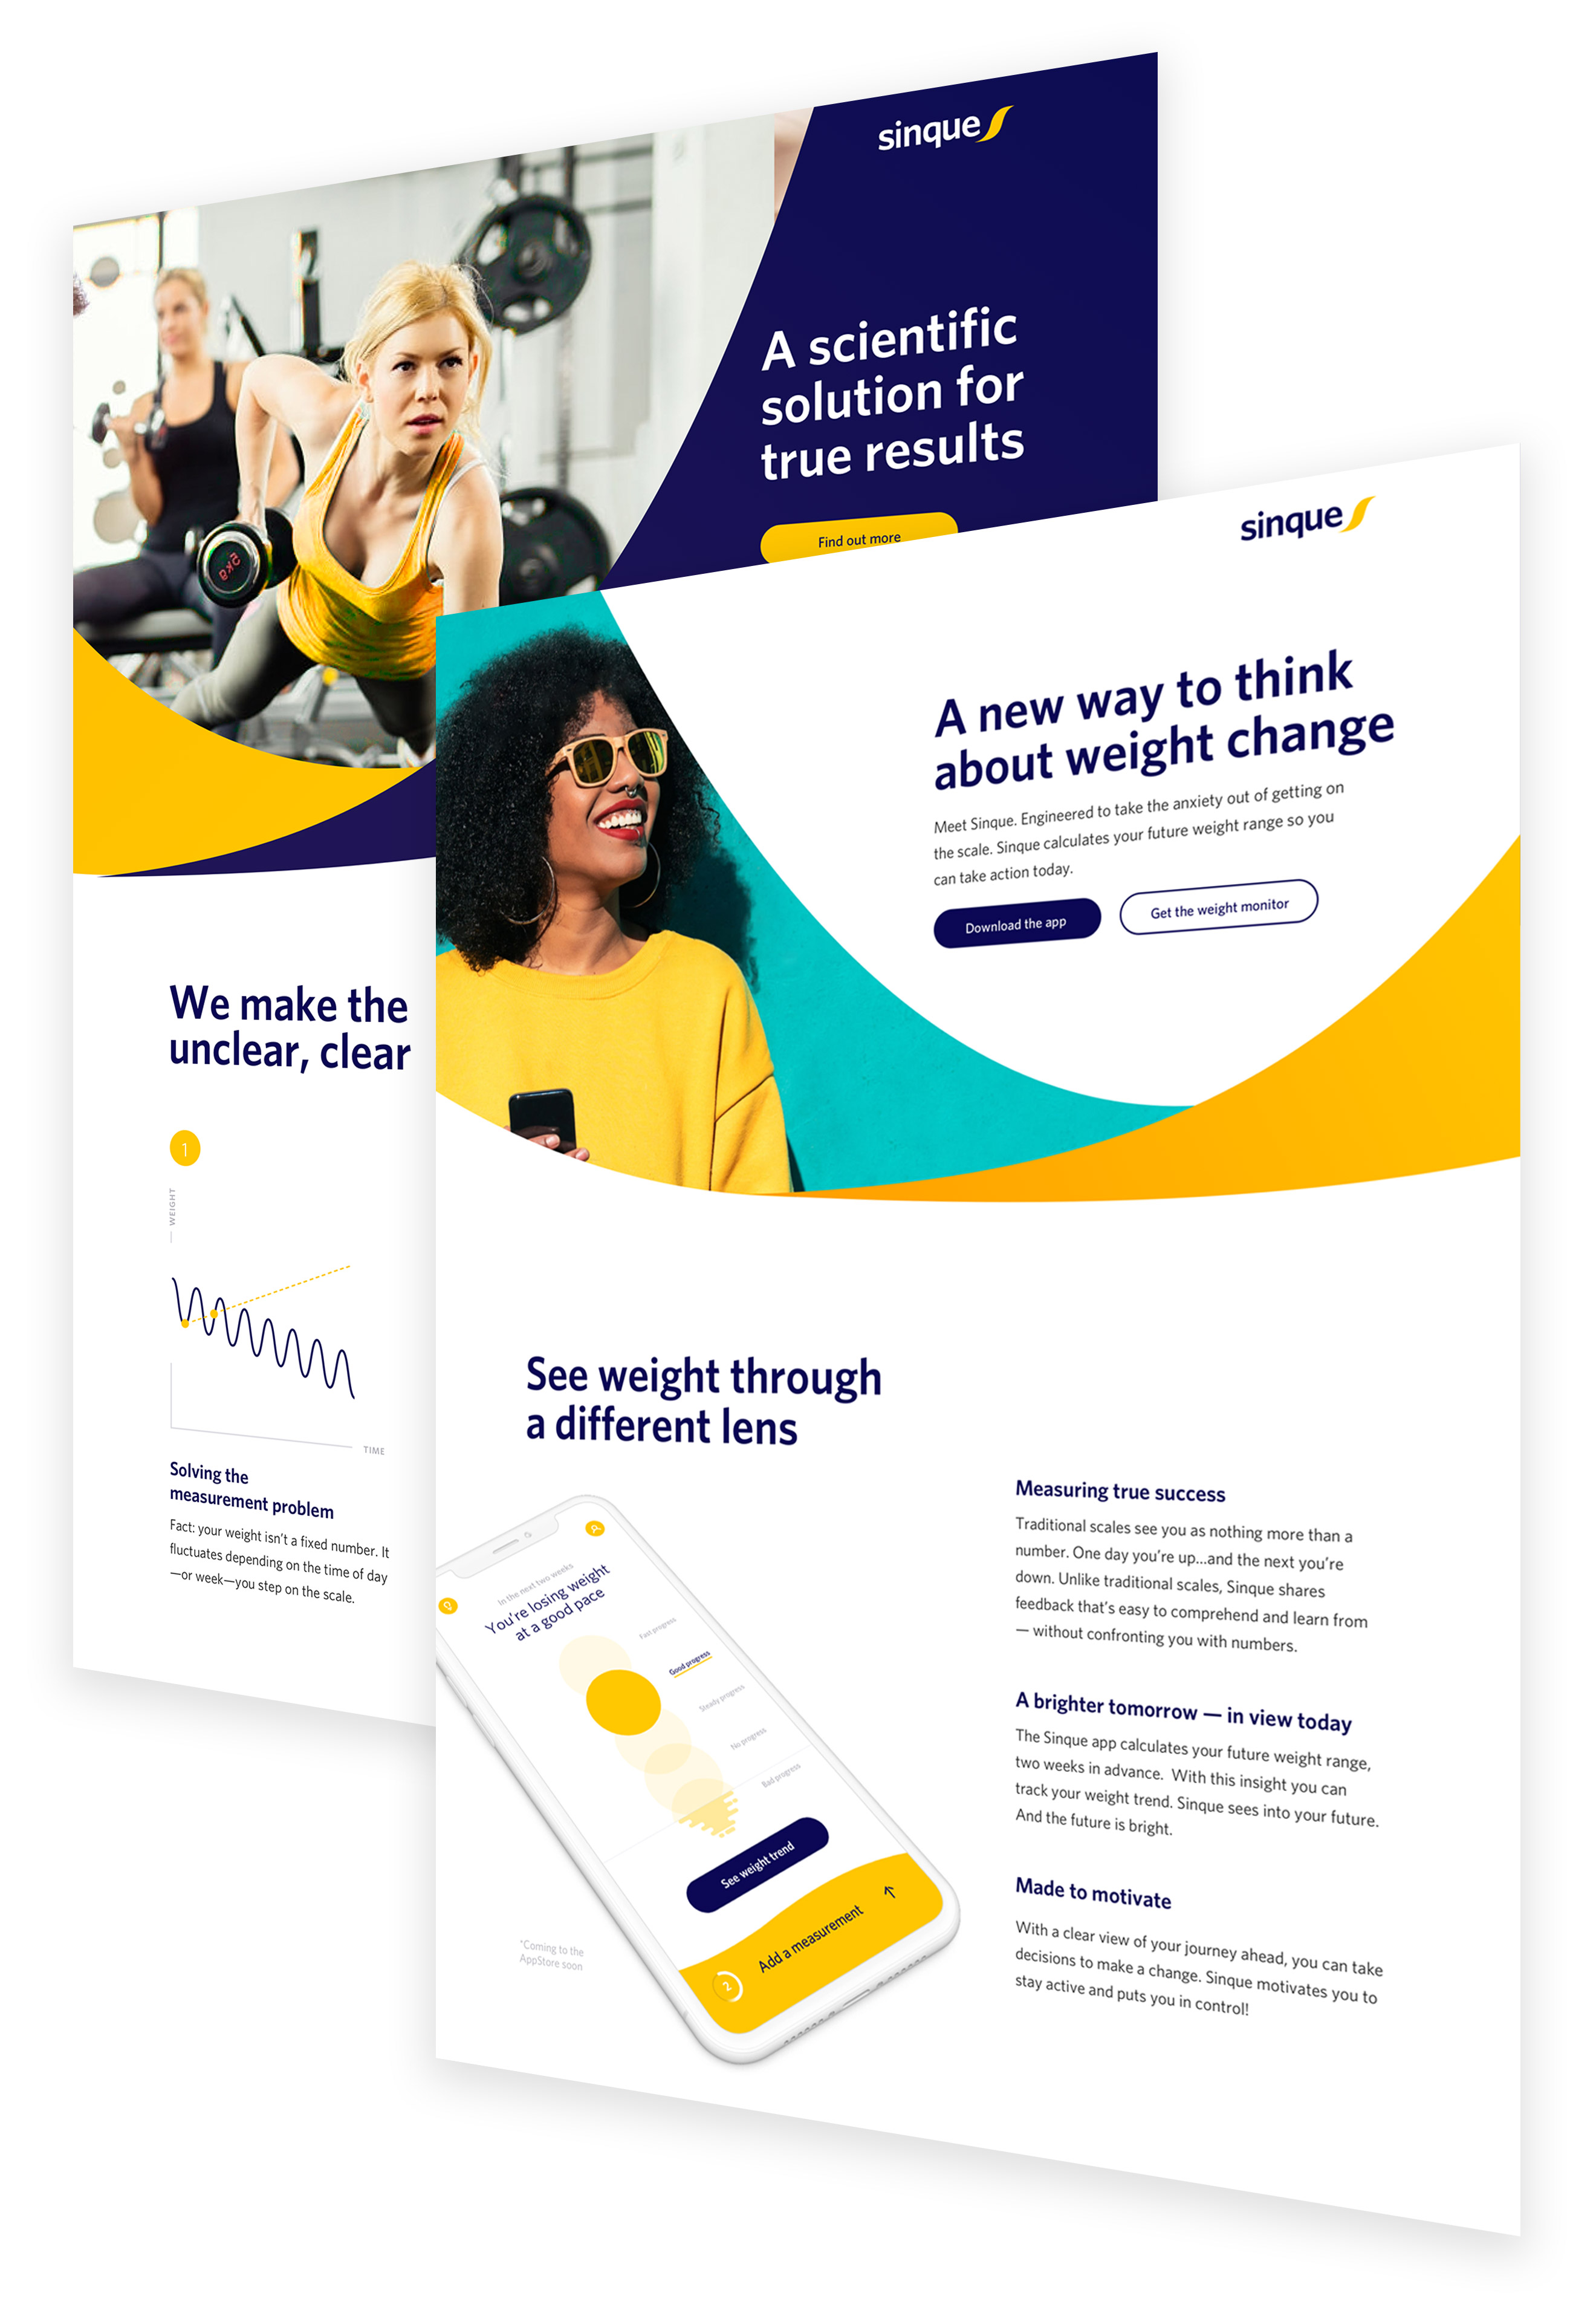 sinque
A scientific
solution for
true results
Find out more
We make the
unclear, clear
1
WEIGHT
TIME
Solving the
measurement problem
Fact: your weight isn't a fixed number. It
fluctuates depending on the time of day
—or week—you step on the scale.
5kg
sinque
A new way to think
about weight change
Meet Sinque. Engineered to take the anxiety out of getting on
the scale. Sinque calculates your future weight range so you
can take action today.
Download the app
Get the weight monitor
See weight through
a different lens
In the next two weeks
You're losing weight
at a good pace
Fast progress
Good progress
Steady progress
No progress
Bad progress
See weight trend
2
Add a measurement
*Coming to the
AppStore soon
Measuring true success
Traditional scales see you as nothing more than a
number. One day you're up...and the next you're
down. Unlike traditional scales, Sinque shares
feedback that's easy to comprehend and learn from
— without confronting you with numbers.
A brighter tomorrow — in view today
The Sinque app calculates your future weight range,
two weeks in advance. With this insight you can
track your weight trend. Sinque sees into your future.
And the future is bright.
Made to motivate
With a clear view of your journey ahead, you can take
decisions to make a change. Sinque motivates you to
stay active and puts you in control!